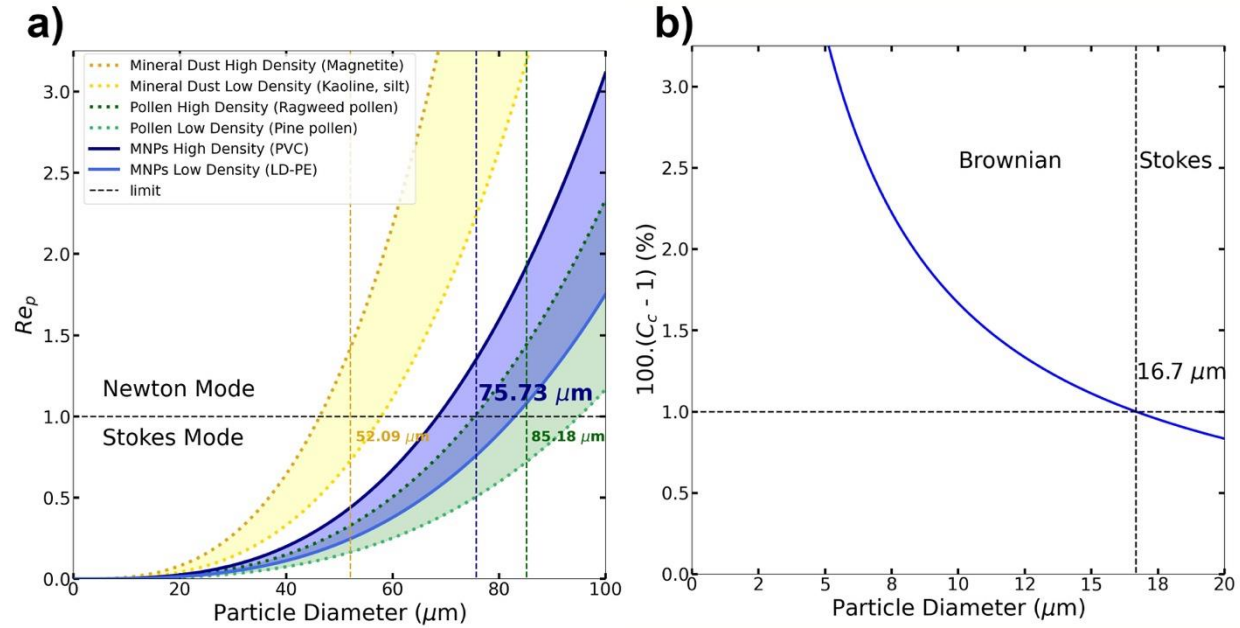 a)
Mineral Dust High Density (Magnetite)
Mineral Dust Low Density (Kaoline, silt)
Pollen High Density (Ragweed pollen)
Pollen Low Density (Pine pollen)
MNPs High Density (PVC)
MNPs Low Density (LD-PE)
limit
3.0
2.5
2.0
1.5
1.0
0.5
0.0
Re_p
Newton Mode
Stokes Mode
52.09 μm
75.73 μm
85.18 μm
0
20
40
60
80
100
Particle Diameter (μm)
b)
3.0
2.5
2.0
1.5
1.0
0.5
0.0
100.(C_c - 1) (%)
Brownian
Stokes
16.7 μm
0
2
5
8
10
12
15
18
20
Particle Diameter (μm)